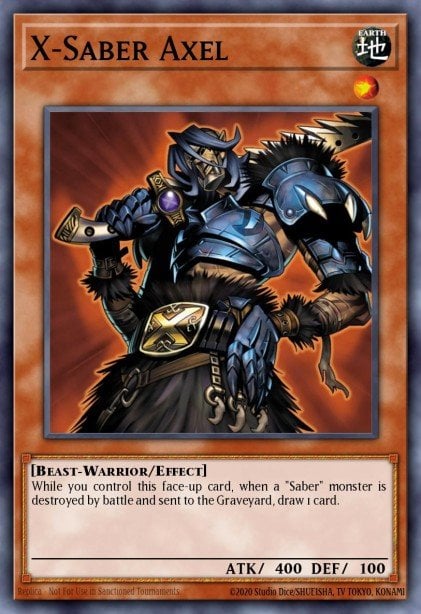 X-Saber Axel
EARTH
地
[Beast-Warrior/Effect]
While you control this face-up card, when a "Saber" monster is
destroyed by battle and sent to the Graveyard, draw 1 card.
ATK/ 400 DEF/ 100
Replica - Not For Use in Sanctioned Tournaments
©2020 Studio Dice/SHUEISHA, TV TOKYO, KONAMI